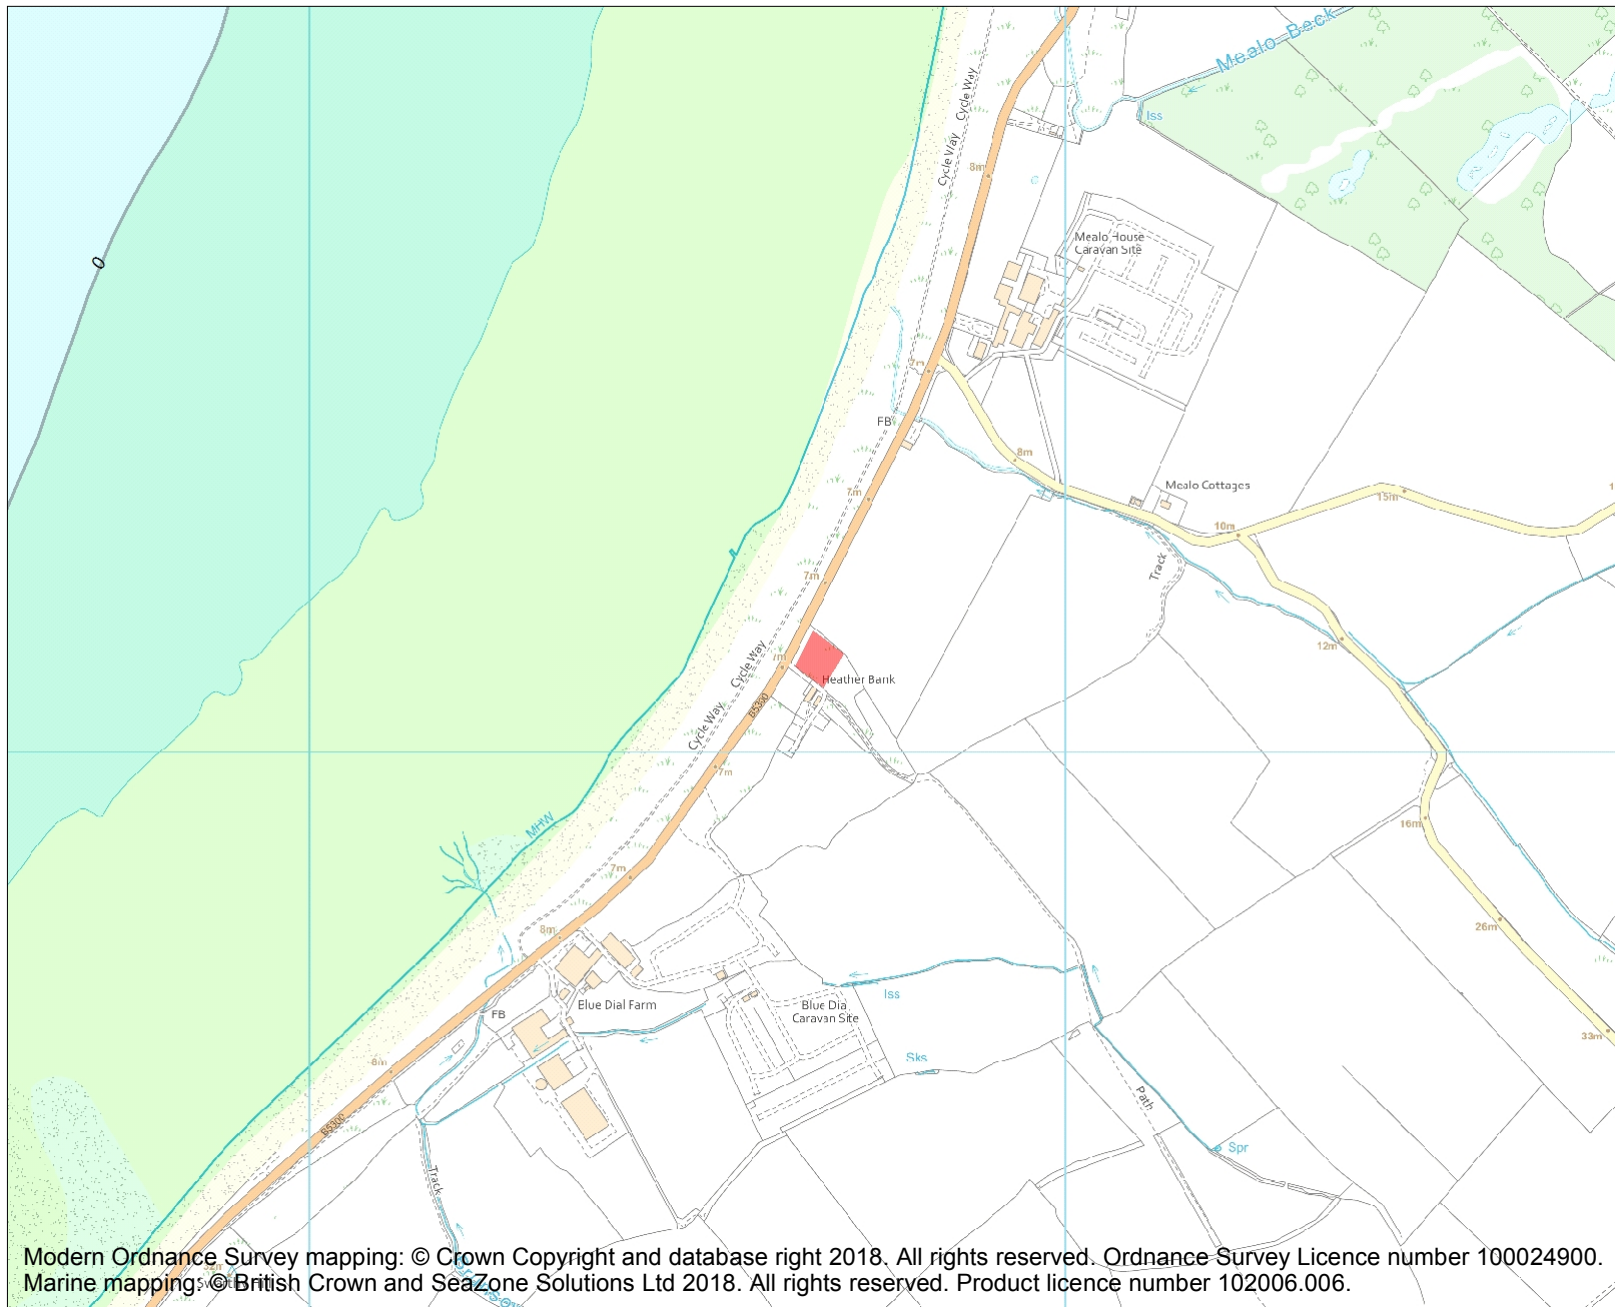 Mealo Beck
Cycle Way
Iss
Cycle Way
8m
0
Mealo House
Caravan Site
7m
FB
8m
Mealo Cottages
15m
7m
10m
Track
7m
12m
Cycle Way
7m
Heather Bank
B5300
Cycle Way
7m
MHW
16m
7m
26m
8m
Iss
Elue Dial Farm
Blue Dia
Caravan Site
FB
33m
Sks
8m
Path
B5300
Spr
Track
Modern Ordnance Survey mapping: © Crown Copyright and database right 2018. All rights reserved. Ordnance Survey Licence number 100024900.
Marine mapping: © British Crown and SeaZone Solutions Ltd 2018. All rights reserved. Product licence number 102006.006.